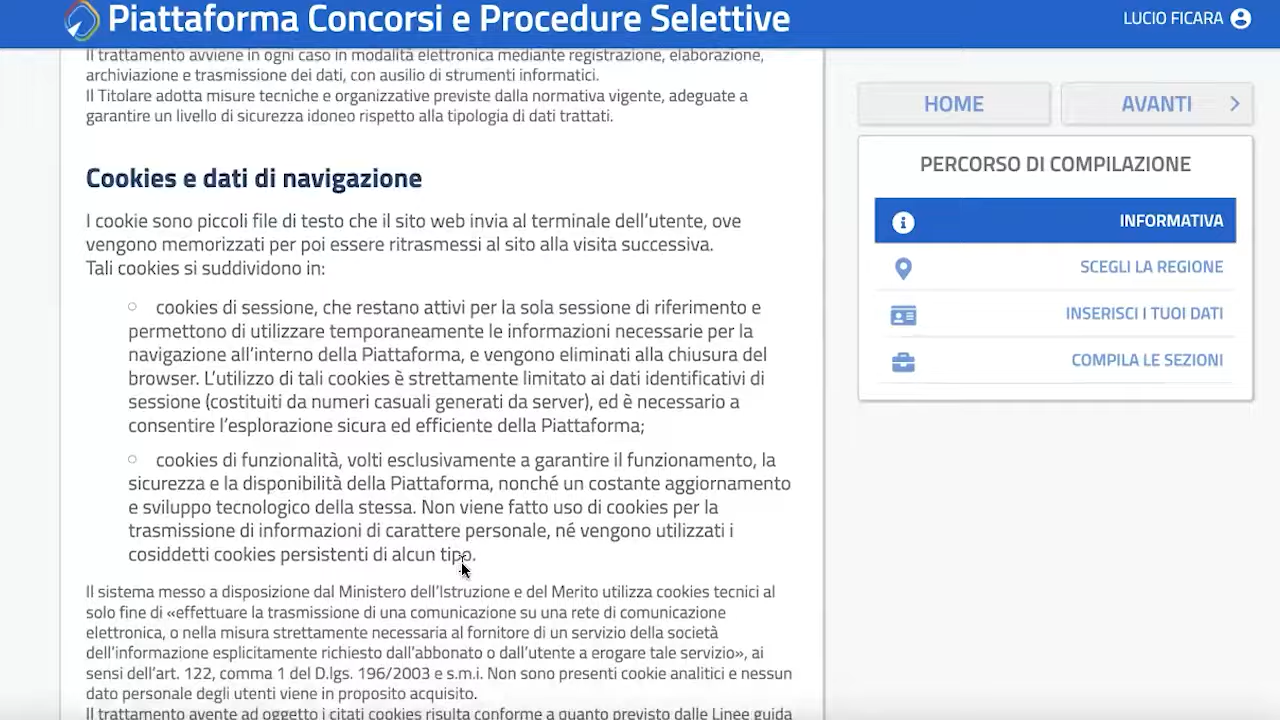 Piattaforma Concorsi e Procedure Selettive
LUCIO FICARA
Il trattamento avviene in ogni caso in modalità elettronica mediante registrazione, elaborazione,
archiviazione e trasmissione dei dati, con ausilio di strumenti informatici.
Il Titolare adotta misure tecniche e organizzative previste dalla normativa vigente, adeguate a
garantire un livello di sicurezza idoneo rispetto alla tipologia di dati trattati.
Cookies e dati di navigazione
I cookie sono piccoli file di testo che il sito web invia al terminale dell'utente, ove
vengono memorizzati per poi essere ritrasmessi al sito alla visita successiva.
Tali cookies si suddividono in:
cookies di sessione, che restano attivi per la sola sessione di riferimento e
permettono di utilizzare temporaneamente le informazioni necessarie per la
navigazione all'interno della Piattaforma, e vengono eliminati alla chiusura del
browser. L'utilizzo di tali cookies è strettamente limitato ai dati identificativi di
sessione (costituiti da numeri casuali generati da server), ed è necessario a
consentire l'esplorazione sicura ed efficiente della Piattaforma;
cookies di funzionalità, volti esclusivamente a garantire il funzionamento, la
sicurezza e la disponibilità della Piattaforma, nonché un costante aggiornamento
e sviluppo tecnologico della stessa. Non viene fatto uso di cookies per la
trasmissione di informazioni di carattere personale, né vengono utilizzati i
cosiddetti cookies persistenti di alcun tipo.
Il sistema messo a disposizione dal Ministero dell'Istruzione e del Merito utilizza cookies tecnici al
solo fine di «effettuare la trasmissione di una comunicazione su una rete di comunicazione
elettronica, o nella misura strettamente necessaria al fornitore di un servizio della società
dell'informazione esplicitamente richiesto dall'abbonato o dall'utente a erogare tale servizio», ai
sensi dell'art. 122, comma 1 del D.lgs. 196/2003 e s.m.i. Non sono presenti cookie analitici e nessun
dato personale degli utenti viene in proposito acquisito.
Il trattamento avente ad oggetto i citati cookies risulta conforme a quanto previsto dalle Linee guida
HOME
AVANTI
PERCORSO DI COMPILAZIONE
INFORMATIVA
SCEGLI LA REGIONE
INSERISCI I TUOI DATI
COMPILA LE SEZIONI